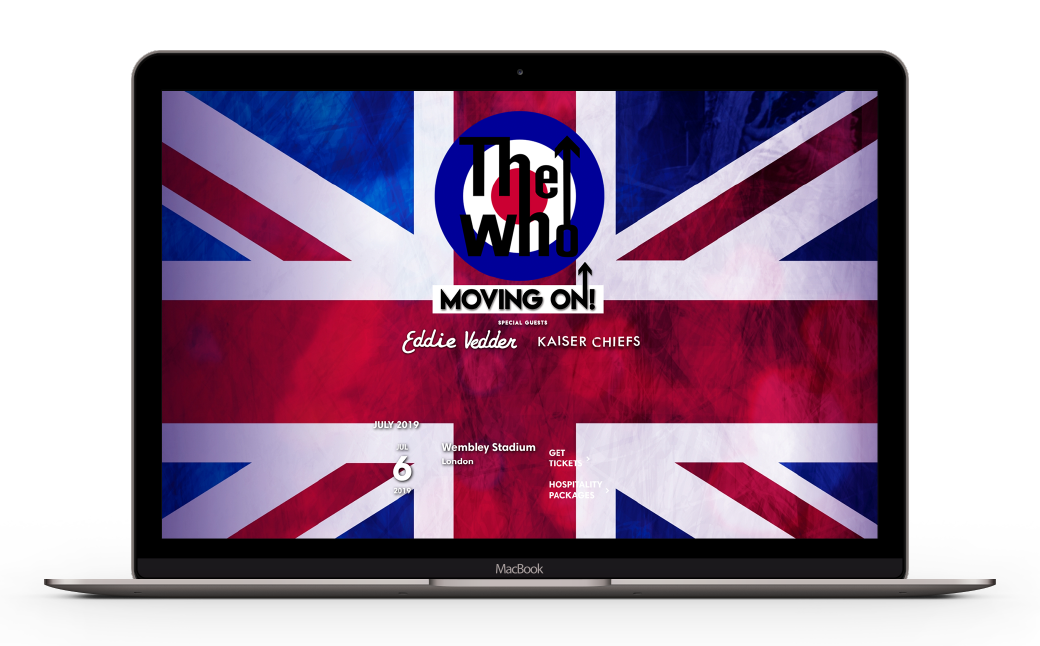 The
Who
MOVING ON!
SPECIAL GUESTS
Eddie Vedder KAISER CHIEFS
JULY 2019
JUL
6
2019
Wembley Stadium
London
GET
TICKETS
HOSPITALITY
PACKAGES
MacBook